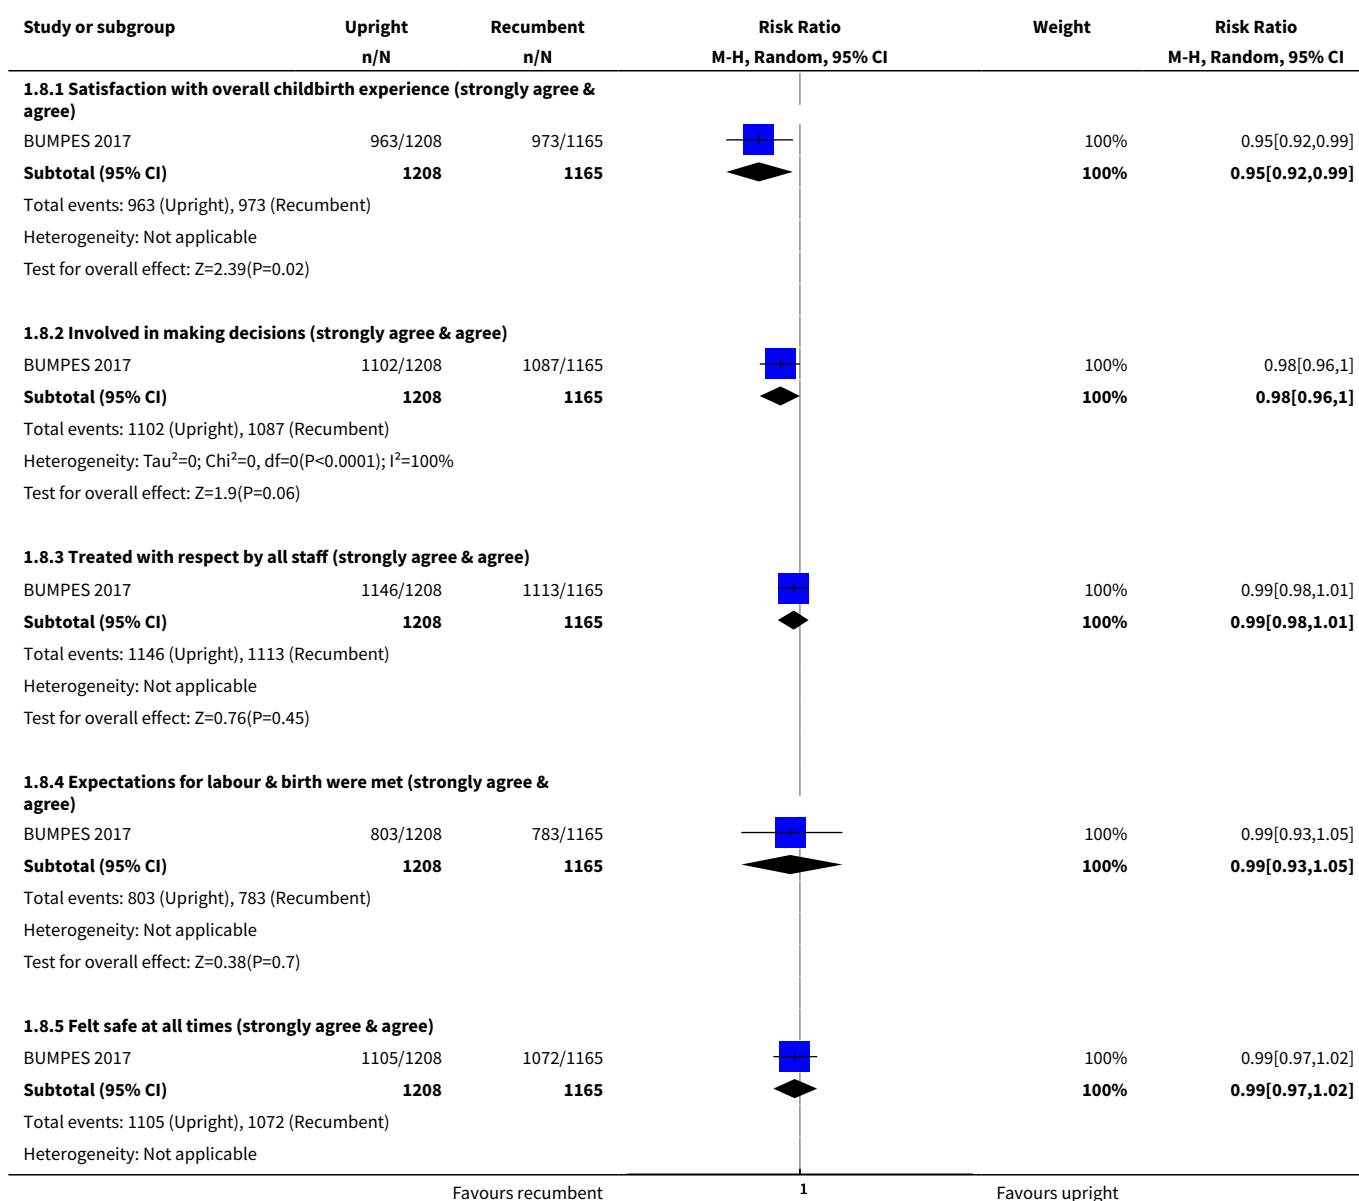 Study or subgroup Upright Recumbent Risk Ratio Weight Risk Ratio
n/N n/N M-H, Random, 95% CI M-H, Random, 95% CI
1.8.1 Satisfaction with overall childbirth experience (strongly agree &
agree)
BUMPES 2017 963/1208 973/1165 100% 0.95[0.92,0.99]
Subtotal (95% CI) 1208 1165 100% 0.95[0.92,0.99]
Total events: 963 (Upright), 973 (Recumbent)
Heterogeneity: Not applicable
Test for overall effect: Z=2.39(P=0.02)
1.8.2 Involved in making decisions (strongly agree & agree)
BUMPES 2017 1102/1208 1087/1165 100% 0.98[0.96,1]
Subtotal (95% CI) 1208 1165 100% 0.98[0.96,1]
Total events: 1102 (Upright), 1087 (Recumbent)
Heterogeneity: Tau²=0; Chi²=0, df=0(P<0.0001); I²=100%
Test for overall effect: Z=1.9(P=0.06)
1.8.3 Treated with respect by all staff (strongly agree & agree)
BUMPES 2017 1146/1208 1113/1165 100% 0.99[0.98,1.01]
Subtotal (95% CI) 1208 1165 100% 0.99[0.98,1.01]
Total events: 1146 (Upright), 1113 (Recumbent)
Heterogeneity: Not applicable
Test for overall effect: Z=0.76(P=0.45)
1.8.4 Expectations for labour & birth were met (strongly agree &
agree)
BUMPES 2017 803/1208 783/1165 100% 0.99[0.93,1.05]
Subtotal (95% CI) 1208 1165 100% 0.99[0.93,1.05]
Total events: 803 (Upright), 783 (Recumbent)
Heterogeneity: Not applicable
Test for overall effect: Z=0.38(P=0.7)
1.8.5 Felt safe at all times (strongly agree & agree)
BUMPES 2017 1105/1208 1072/1165 100% 0.99[0.97,1.02]
Subtotal (95% CI) 1208 1165 100% 0.99[0.97,1.02]
Total events: 1105 (Upright), 1072 (Recumbent)
Heterogeneity: Not applicable
Favours recumbent 1 Favours upright